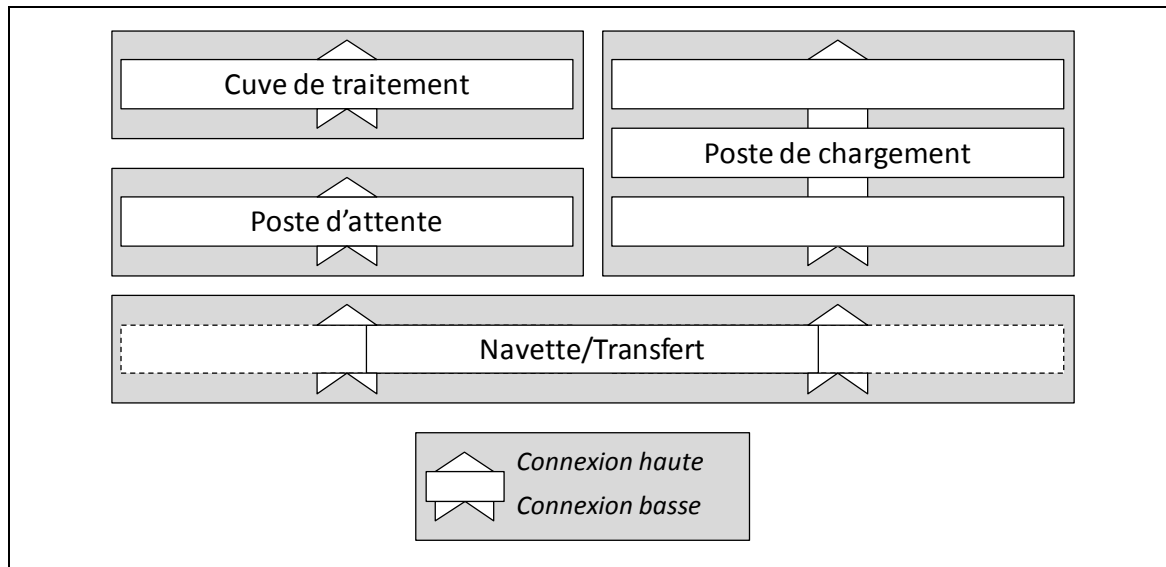 Cuve de traitement
Poste de chargement
Poste d’attente
Navette/Transfert
Connexion haute
Connexion basse